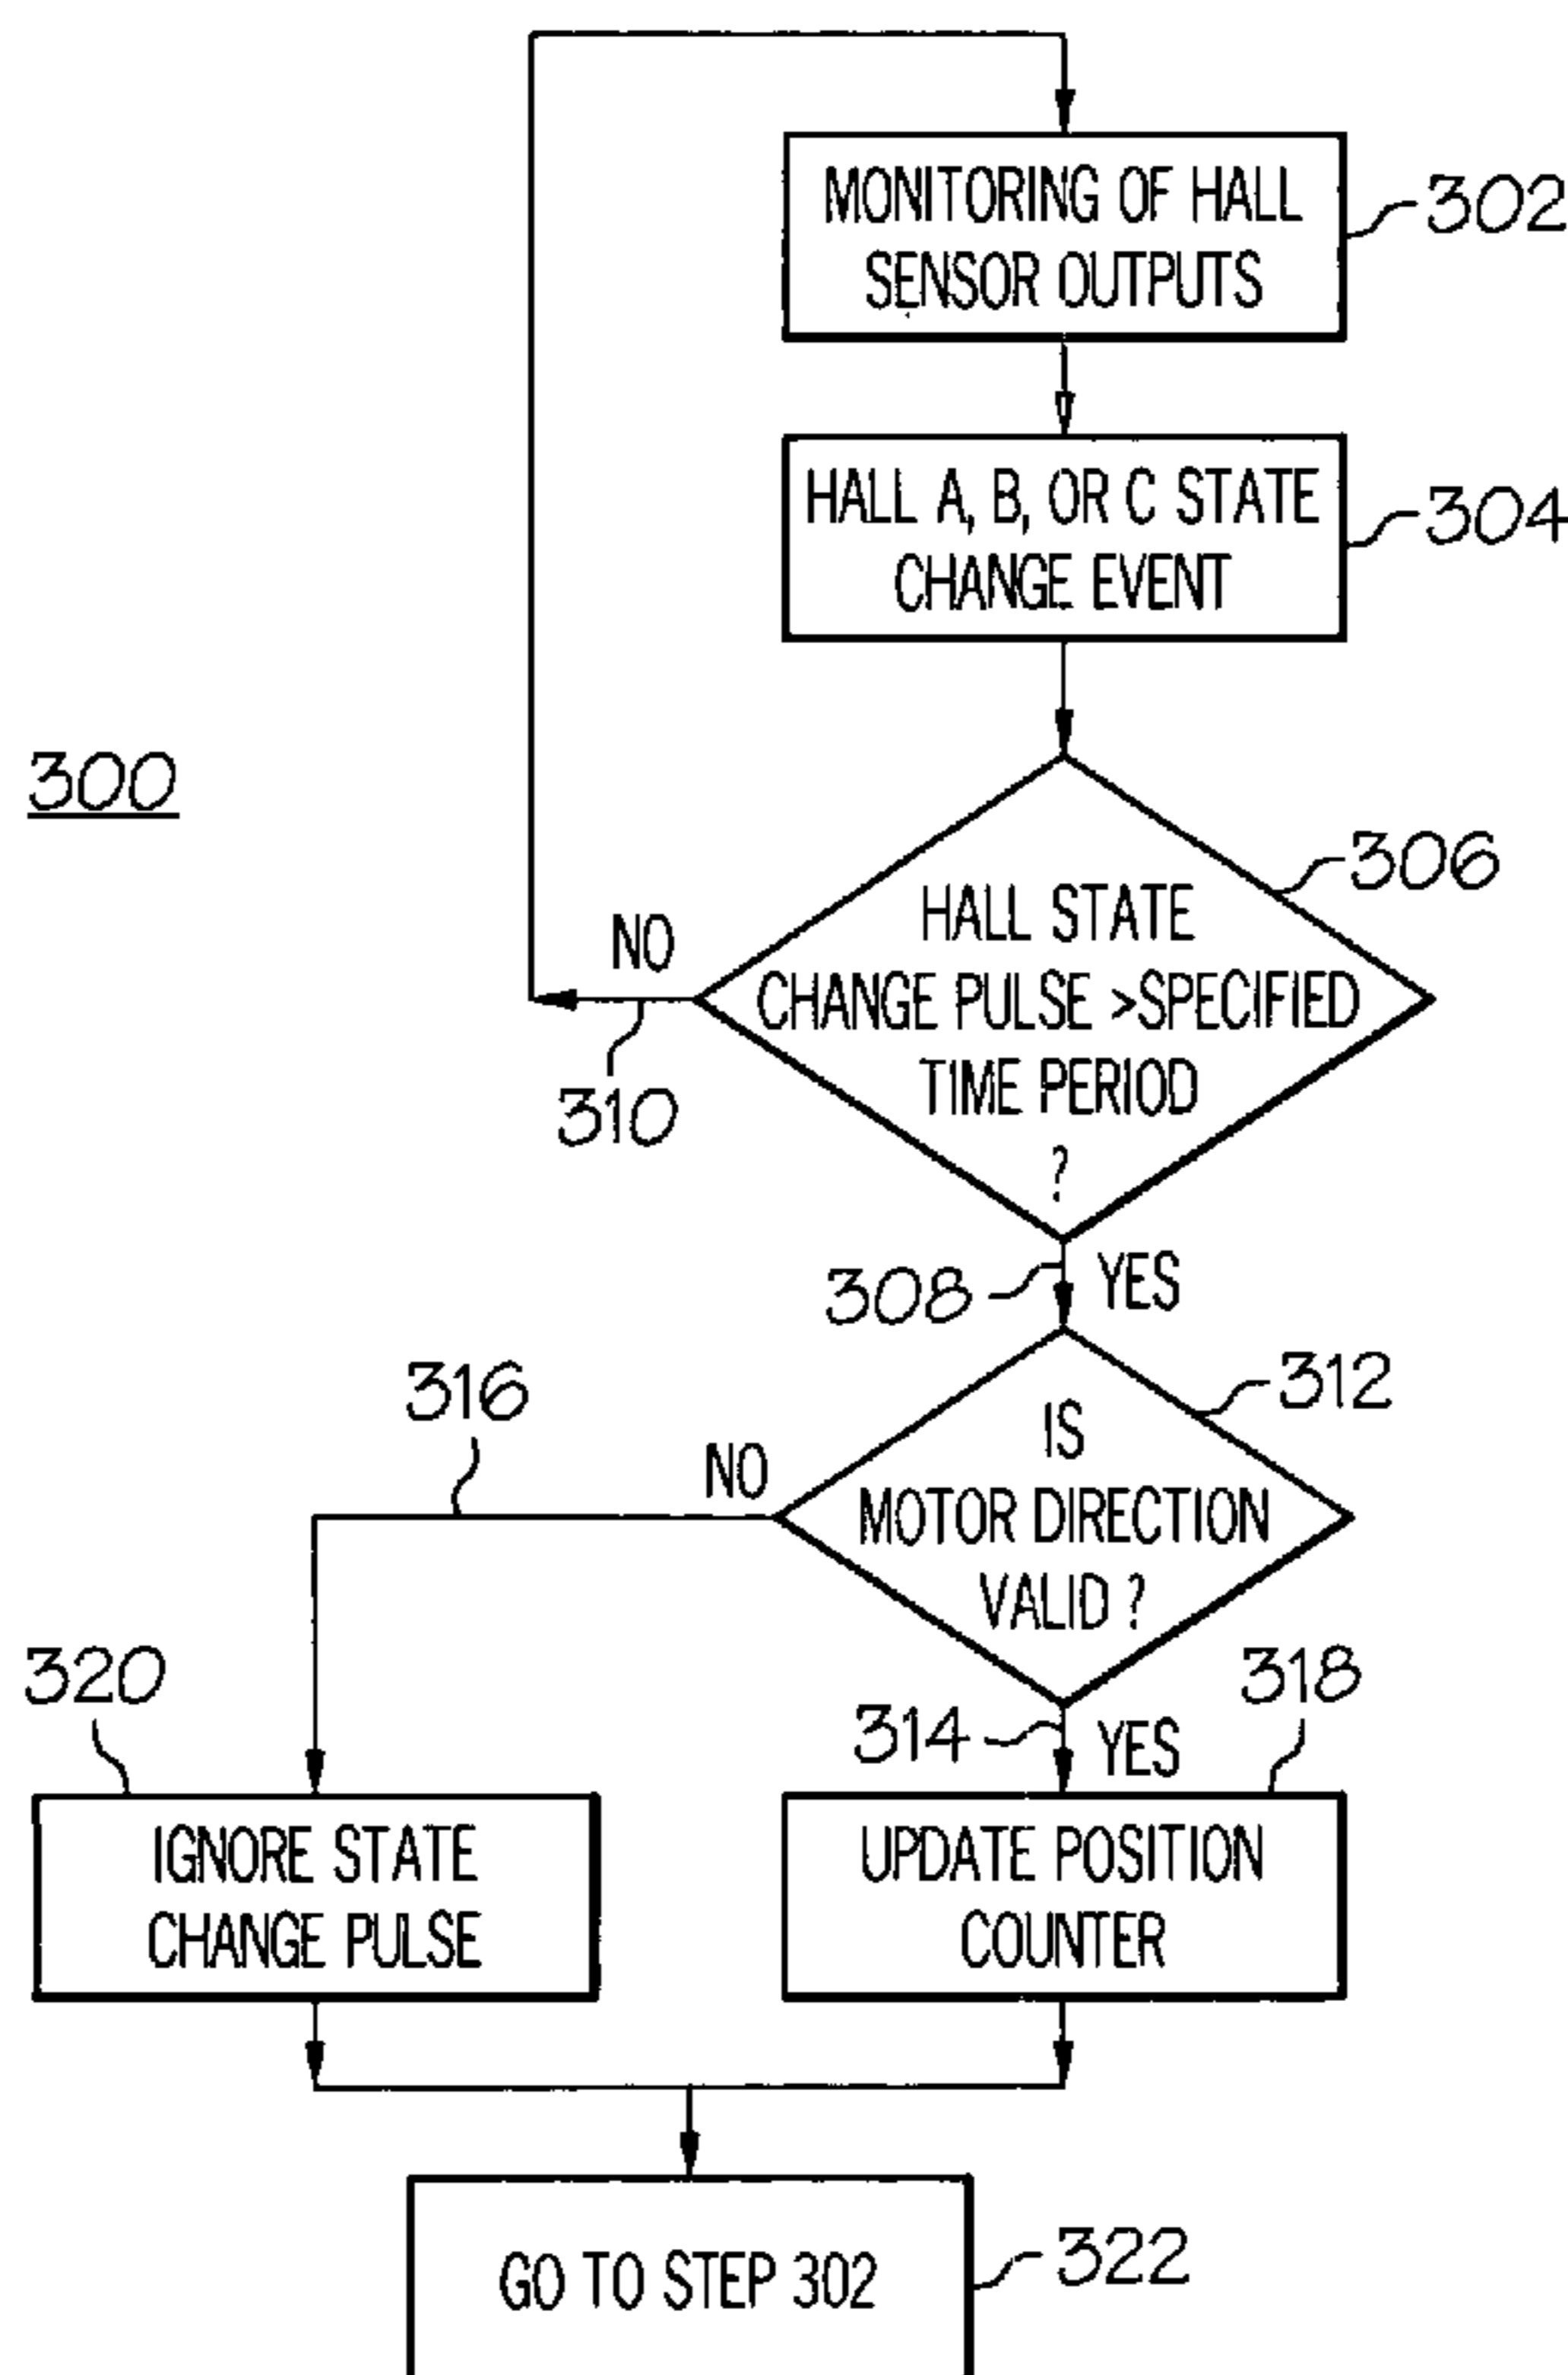 MONITORING OF HALL
SENSOR OUTPUTS
302
HALL A, B, OR C STATE
CHANGE EVENT
304
300
HALL STATE
CHANGE PULSE >SPECIFIED
TIME PERIOD
?
306
NO
310
308
YES
IS
MOTOR DIRECTION
VALID ?
312
316
NO
314
YES
320
318
IGNORE STATE
CHANGE PULSE
UPDATE POSITION
COUNTER
GO TO STEP 302
322